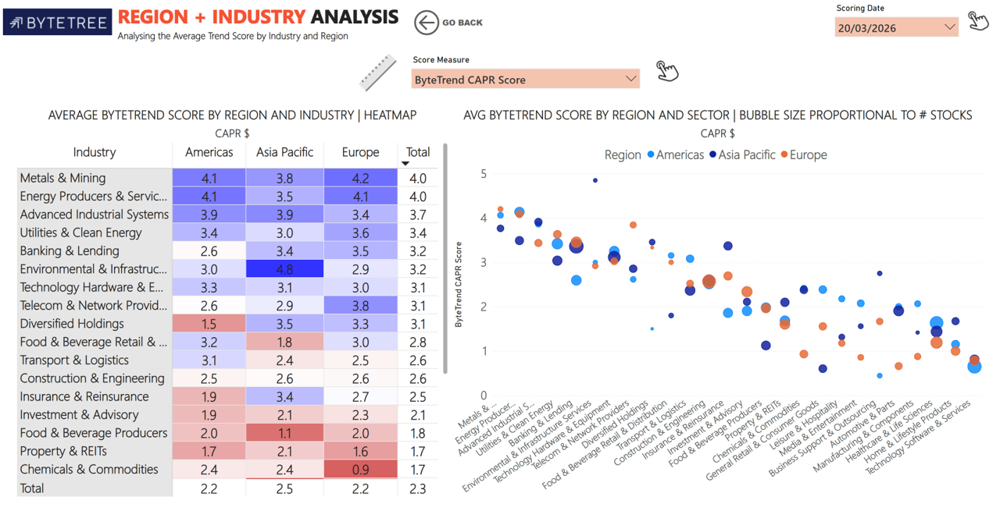 BYTETREE
REGION + INDUSTRY ANALYSIS
Analysing the Average Trend Score by Industry and Region
GO BACK
Scoring Date
20/03/2026
Score Measure
ByteTrend CAPR Score
AVERAGE BYTETREND SCORE BY REGION AND INDUSTRY | HEATMAP
CAPR $
Industry Americas Asia Pacific Europe Total
Metals & Mining 4.1 3.8 4.2 4.0
Energy Producers & Servic... 4.1 3.5 4.1 4.0
Advanced Industrial Systems 3.9 3.9 3.4 3.7
Utilities & Clean Energy 3.4 3.0 3.6 3.4
Banking & Lending 2.6 3.4 3.5 3.2
Environmental & Infrastruc... 3.0 4.8 2.9 3.2
Technology Hardware & E... 3.3 3.1 3.0 3.1
Telecom & Network Provid... 2.6 2.9 3.8 3.1
Diversified Holdings 1.5 3.5 3.3 3.1
Food & Beverage Retail & ... 3.2 1.8 3.0 2.8
Transport & Logistics 3.1 2.4 2.5 2.6
Construction & Engineering 2.5 2.6 2.6 2.6
Insurance & Reinsurance 1.9 3.4 2.7 2.5
Investment & Advisory 1.9 2.1 2.3 2.1
Food & Beverage Producers 2.0 1.1 2.0 1.8
Property & REITs 1.7 2.1 1.6 1.7
Chemicals & Commodities 2.4 2.4 0.9 1.7
Total 2.2 2.5 2.2 2.3
AVG BYTETREND SCORE BY REGION AND SECTOR | BUBBLE SIZE PROPORTIONAL TO # STOCKS
CAPR $
Region Americas Asia Pacific Europe
ByteTrend CAPR Score
5
4
3
2
1
0
Metals & ...
Energy Producer...
Advanced Industrial S...
Utilities & Clean Energy
Banking & Lending
Environmental & Infrastructure Services
Technology Hardware & Equipment
Telecom & Network Providers
Diversified Holdings
Food & Beverage Retail & Distribution
Transport & Logistics
Construction & Engineering
Insurance & Reinsurance
Investment & Advisory
Food & Beverage Producers
Property & REITs
Chemicals & Commodities
General Retail & Consumer Goods
Leisure & Hospitality
Media & Entertainment
Business Support & Outsourcing
Automotive & Parts
Manufacturing & Components
Healthcare & Life Sciences
Home & Lifestyle Products
Technology Software & Services